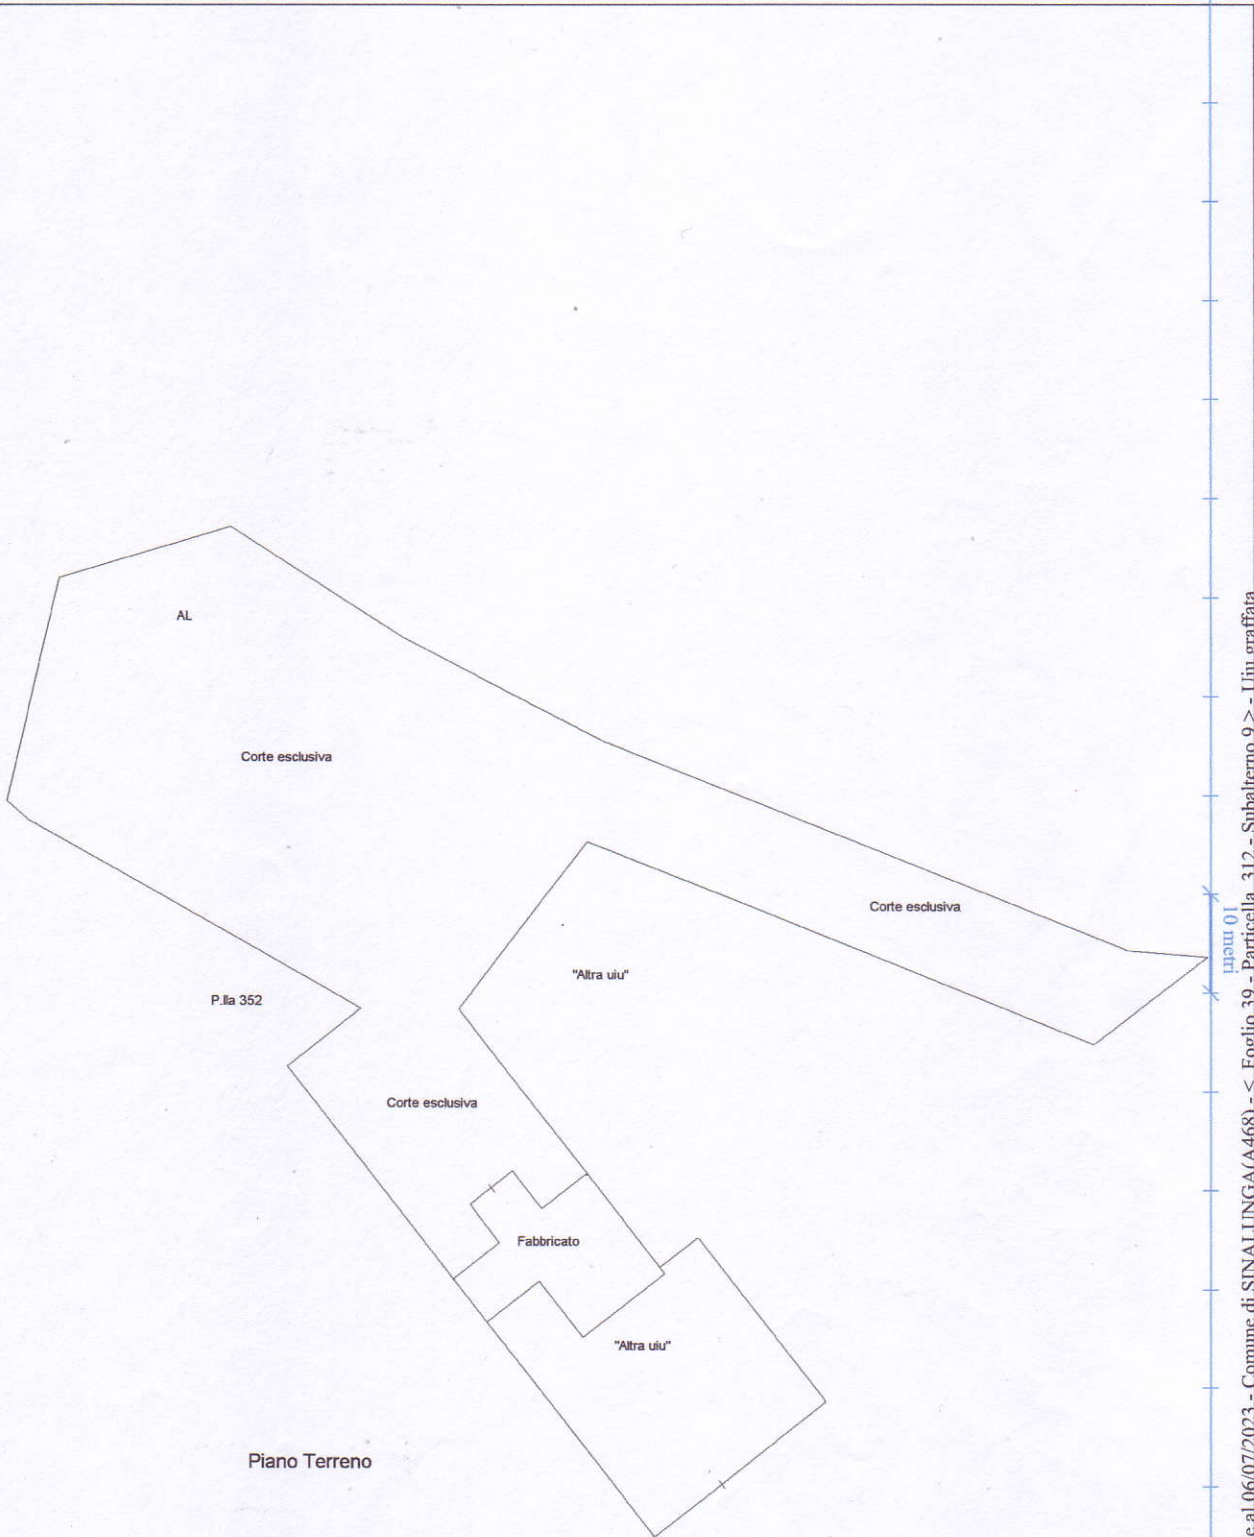 AL
Corte esclusiva
Corte esclusiva
"Altra uiu"
P.lla 352
Corte esclusiva
Fabbricato
"Altra uiu"
Piano Terreno
10 metri
al 06/07/2023 - Comune di SINALUNGA(A468) - < Foglio 39 - Particella 312 - Subalterno 9 > - Uiu graffata